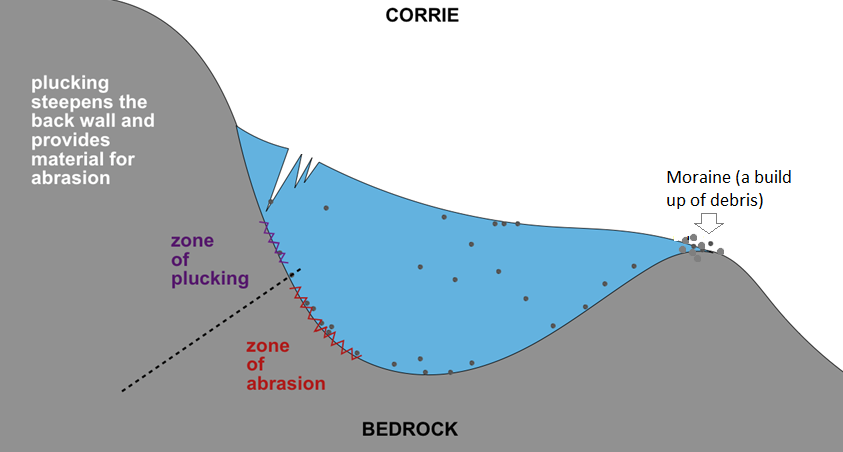 CORRIE
plucking
steepens the
back wall and
provides
material for
abrasion
Moraine (a build
up of debris)
zone
of
plucking
zone
of
abrasion
BEDROCK